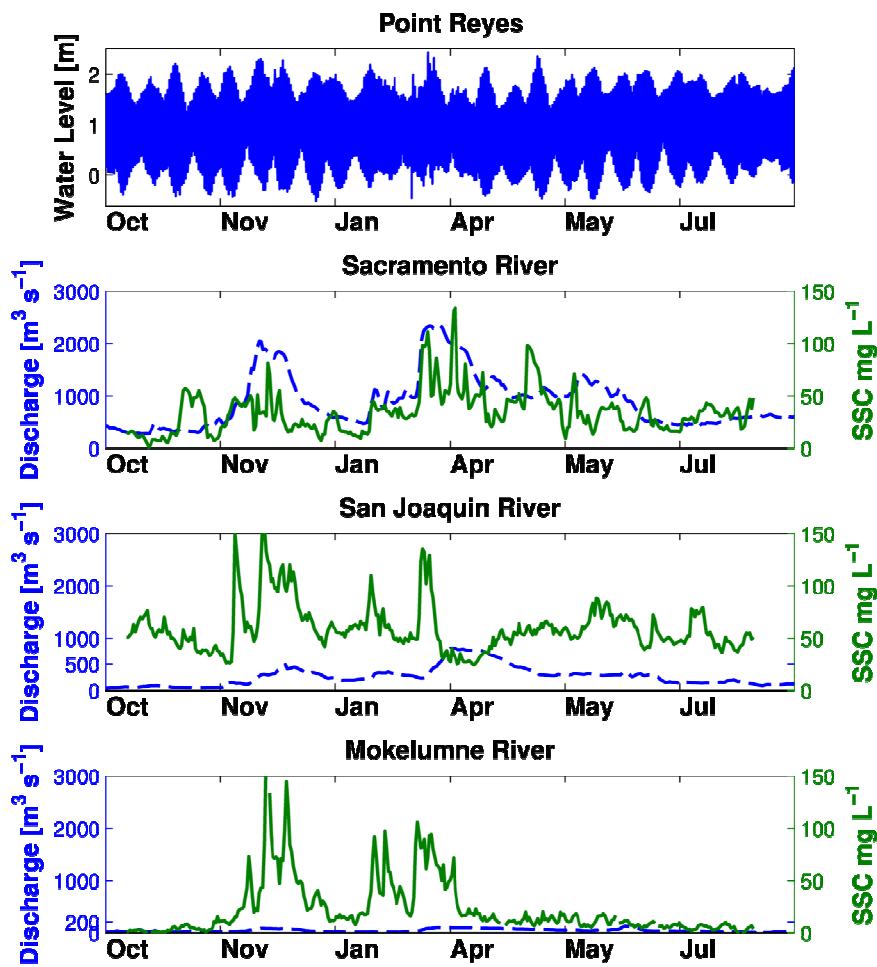 Point Reyes
Water Level [m]
2
1
0
Oct Nov Jan Apr May Jul
Sacramento River
Discharge [m³ s⁻¹]
3000
2000
1000
0
150
100
50
0
SSC mg L⁻¹
Oct Nov Jan Apr May Jul
San Joaquin River
Discharge [m³ s⁻¹]
3000
2000
1000
500
0
150
100
50
0
SSC mg L⁻¹
Oct Nov Jan Apr May Jul
Mokelumne River
Discharge [m³ s⁻¹]
3000
2000
1000
200
0
150
100
50
0
SSC mg L⁻¹
Oct Nov Jan Apr May Jul